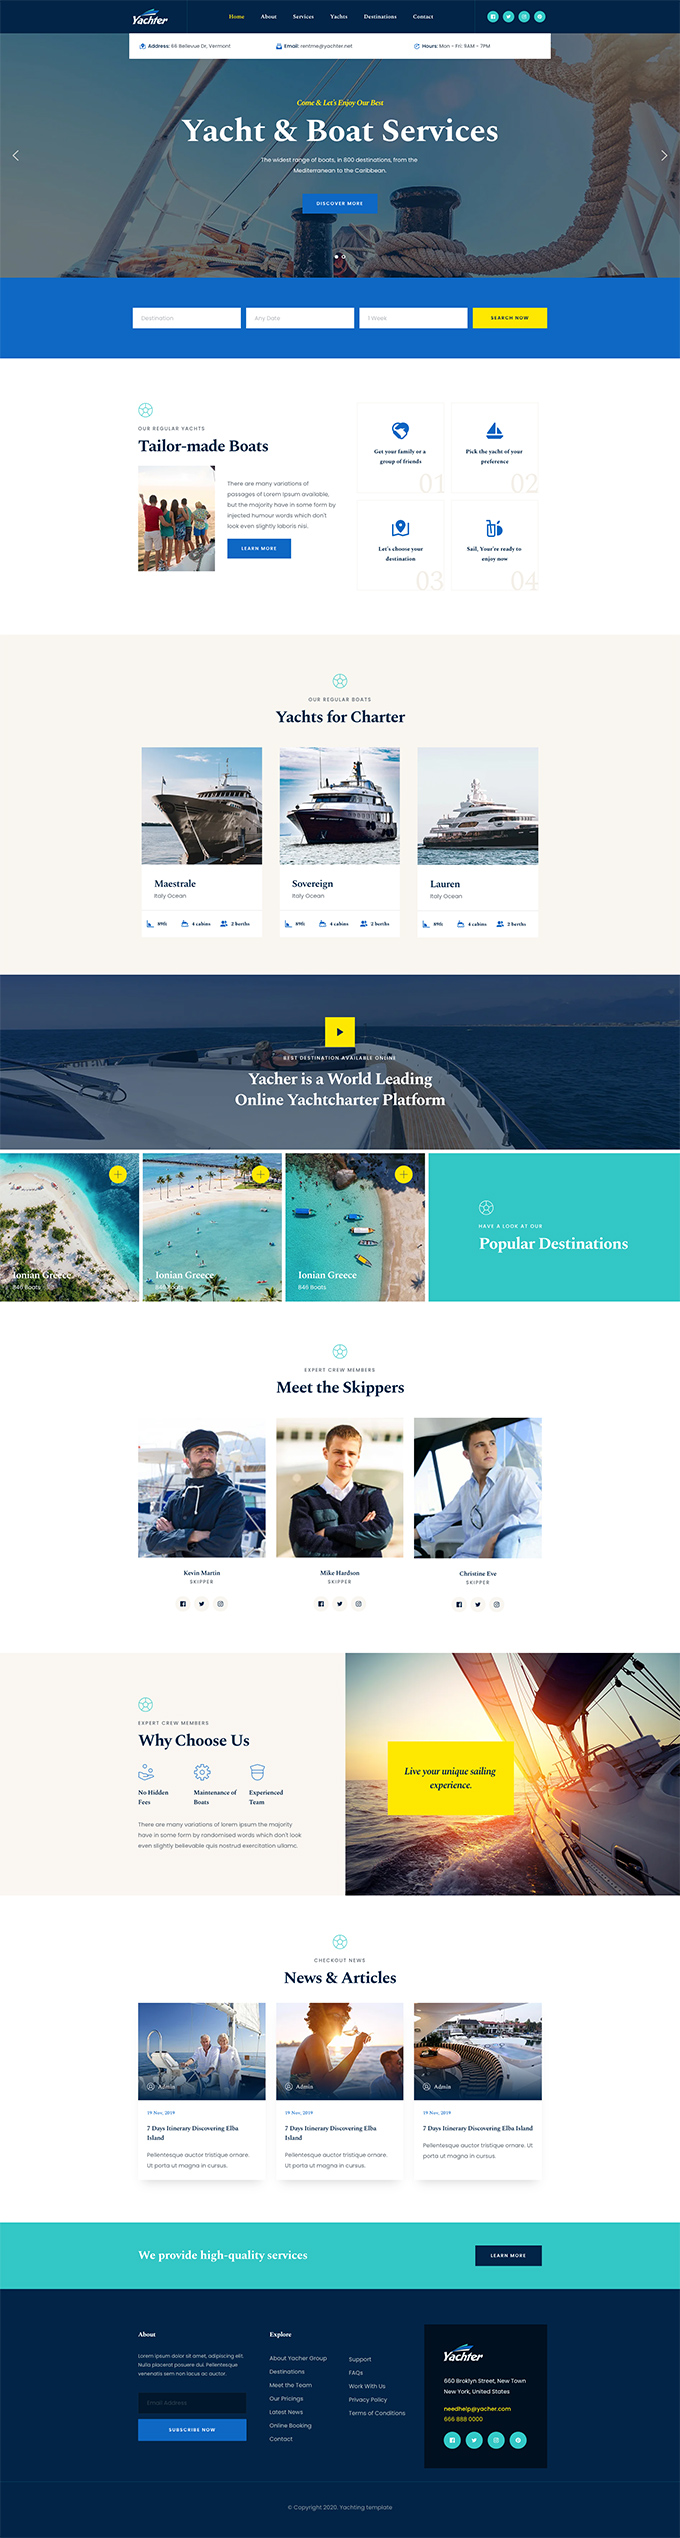 Yachter
Home About Services Yachts Destinations Contact
Address: 66 Bellevue Dr, Vermont
Email: rentme@yachter.net
Hours: Mon - Fri: 9AM - 7PM
Come & Let's Enjoy Our Best
Yacht & Boat Services
The widest range of boats, in 800 destinations, from the
Mediterranean to the Caribbean.
DISCOVER MORE
Destination
Any Date
1 Week
SEARCH NOW
OUR REGULAR YACHTS
Tailor-made Boats
There are many variations of
passages of Lorem Ipsum available,
but the majority have in some form by
injected humour words which don't
look even slightly laboris nisi.
LEARN MORE
Get your family or a
group of friends
01
Pick the yacht of your
preference
02
Let's choose your
destination
03
Sail, Your're ready to
enjoy now
04
OUR REGULAR BOATS
Yachts for Charter
Maestrale
Italy Ocean
89ft 4 cabins 2 berths
Sovereign
Italy Ocean
89ft 4 cabins 2 berths
Lauren
Italy Ocean
89ft 4 cabins 2 berths
BEST DESTINATION AVAILABLE ONLINE
Yacher is a World Leading
Online Yachtcharter Platform
Ionian Greece
846 Boats
Ionian Greece
846 Boats
Ionian Greece
846 Boats
HAVE A LOOK AT OUR
Popular Destinations
EXPERT CREW MEMBERS
Meet the Skippers
Kevin Martin
SKIPPER
Mike Hardson
SKIPPER
Christine Eve
SKIPPER
EXPERT CREW MEMBERS
Why Choose Us
No Hidden
Fees
Maintenance of
Boats
Experienced
Team
There are many variations of lorem ipsum the majority
have in some form by randomised words which don't look
even slightly believable quis nostrud exercitation ullamc.
Live your unique sailing
experience.
CHECKOUT NEWS
News & Articles
Admin
19 Nov, 2019
7 Days Itinerary Discovering Elba
Island
Pellentesque auctor tristique ornare.
Ut porta ut magna in cursus.
Admin
19 Nov, 2019
7 Days Itinerary Discovering Elba
Island
Pellentesque auctor tristique ornare.
Ut porta ut magna in cursus.
Admin
19 Nov, 2019
7 Days Itinerary Discovering Elba Island
Pellentesque auctor tristique ornare. Ut
porta ut magna in cursus.
We provide high-quality services
LEARN MORE
About
Lorem ipsum dolor sit amet, adipiscing elit.
Nulla placerat posuere dui. Pellentesque
venenatis sem non lacus ac auctor.
Email Address
SUBSCRIBE NOW
Explore
About Yacher Group
Destinations
Meet the Team
Our Pricings
Latest News
Online Booking
Contact
Support
FAQs
Work With Us
Privacy Policy
Terms of Conditions
Yachter
660 Broklyn Street, New Town
New York, United States
needhelp@yacher.com
666 888 0000
© Copyright 2020. Yachting template